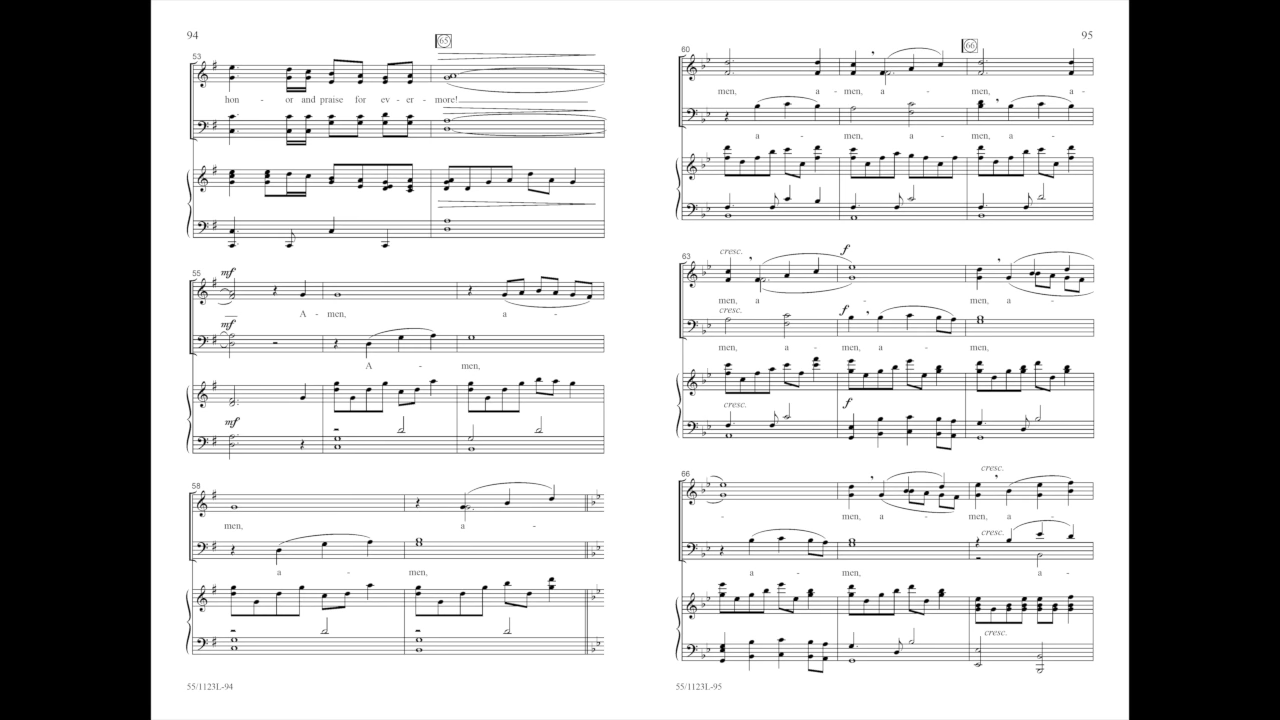 94
65
53
hon - or and praise for ev - er - more!
55
mf
A - men, a -
mf
A - men,
mf
58
men, a -
a - men,
55/1123L-94
95
66
60
men, a - men, a - men, a -
a - men, a - men, a -
63
cresc.
f
men, a - men, a -
cresc.
f
men, a - men, a - men,
cresc.
f
66
cresc.
- men, a - men, a -
cresc.
a - men, a -
cresc.
55/1123L-95